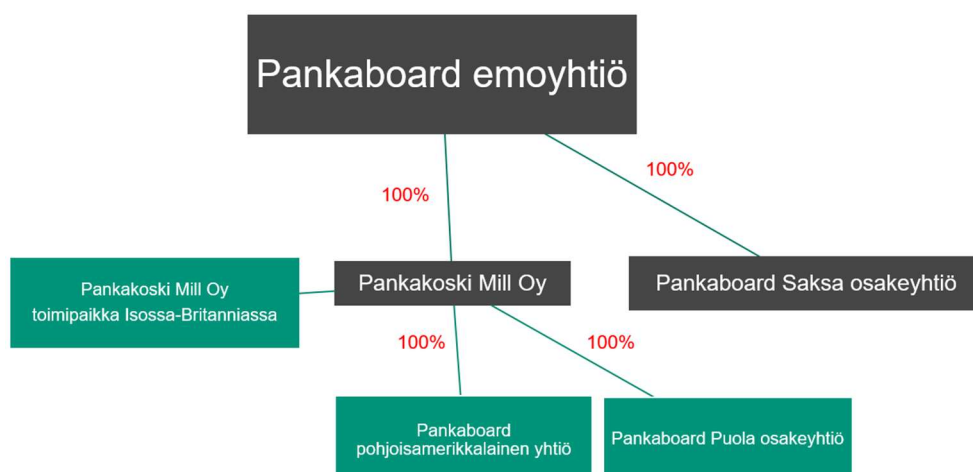 Pankaboard emoyhtiö
100%
100%
Pankakoski Mill Oy
toimipaikka Isossa-Britanniassa
Pankakoski Mill Oy
Pankaboard Saksa osakeyhtiö
100%
100%
Pankaboard
pohjoisamerikkalainen yhtiö
Pankaboard Puola osakeyhtiö